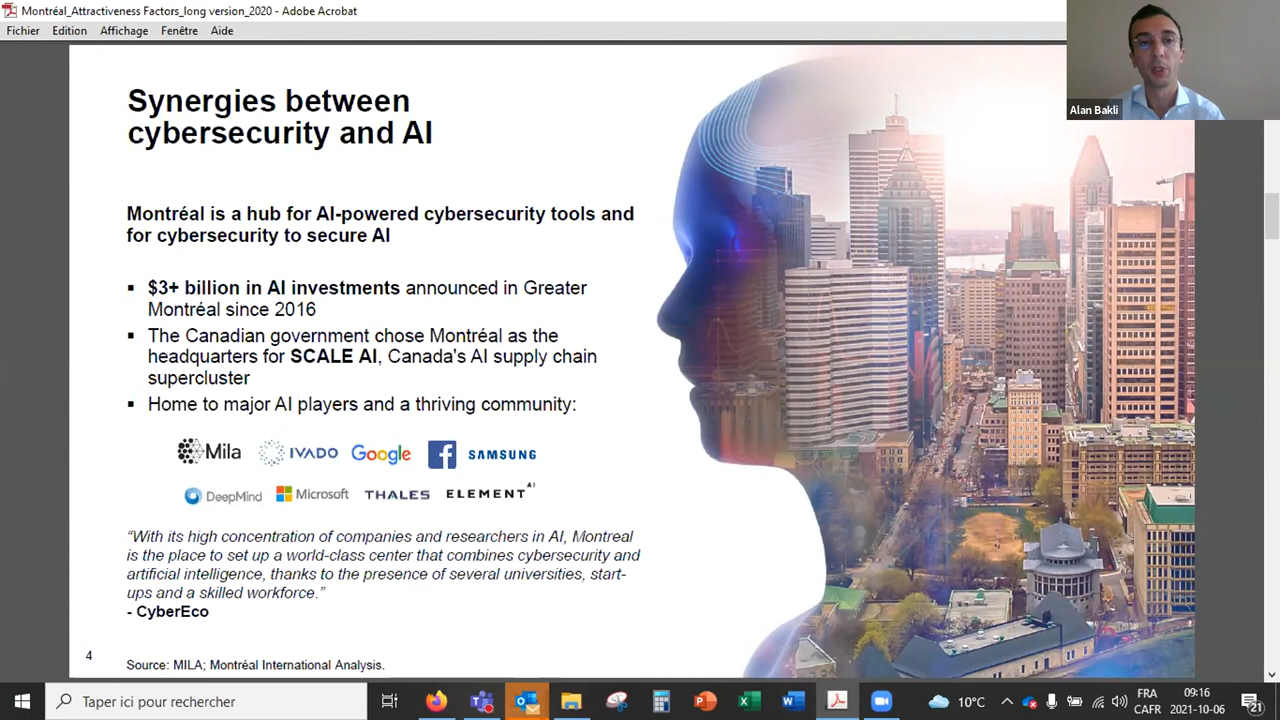 Montréal_Attractiveness Factors_long version_2020 - Adobe Acrobat
Fichier Edition Affichage Fenêtre Aide
Alan Bakli
Synergies between
cybersecurity and AI
Montréal is a hub for AI-powered cybersecurity tools and
for cybersecurity to secure AI
▪ $3+ billion in AI investments announced in Greater
Montréal since 2016
▪ The Canadian government chose Montréal as the
headquarters for SCALE AI, Canada's AI supply chain
supercluster
▪ Home to major AI players and a thriving community:
Mila IVADO Google f SAMSUNG
DeepMind Microsoft THALES ELEMENT AI
“With its high concentration of companies and researchers in AI, Montreal
is the place to set up a world-class center that combines cybersecurity and
artificial intelligence, thanks to the presence of several universities, start-
ups and a skilled workforce.”
- CyberEco
4
Source: MILA; Montréal International Analysis.
Taper ici pour rechercher
10°C
FRA
CAFR
09:16
2021-10-06
21